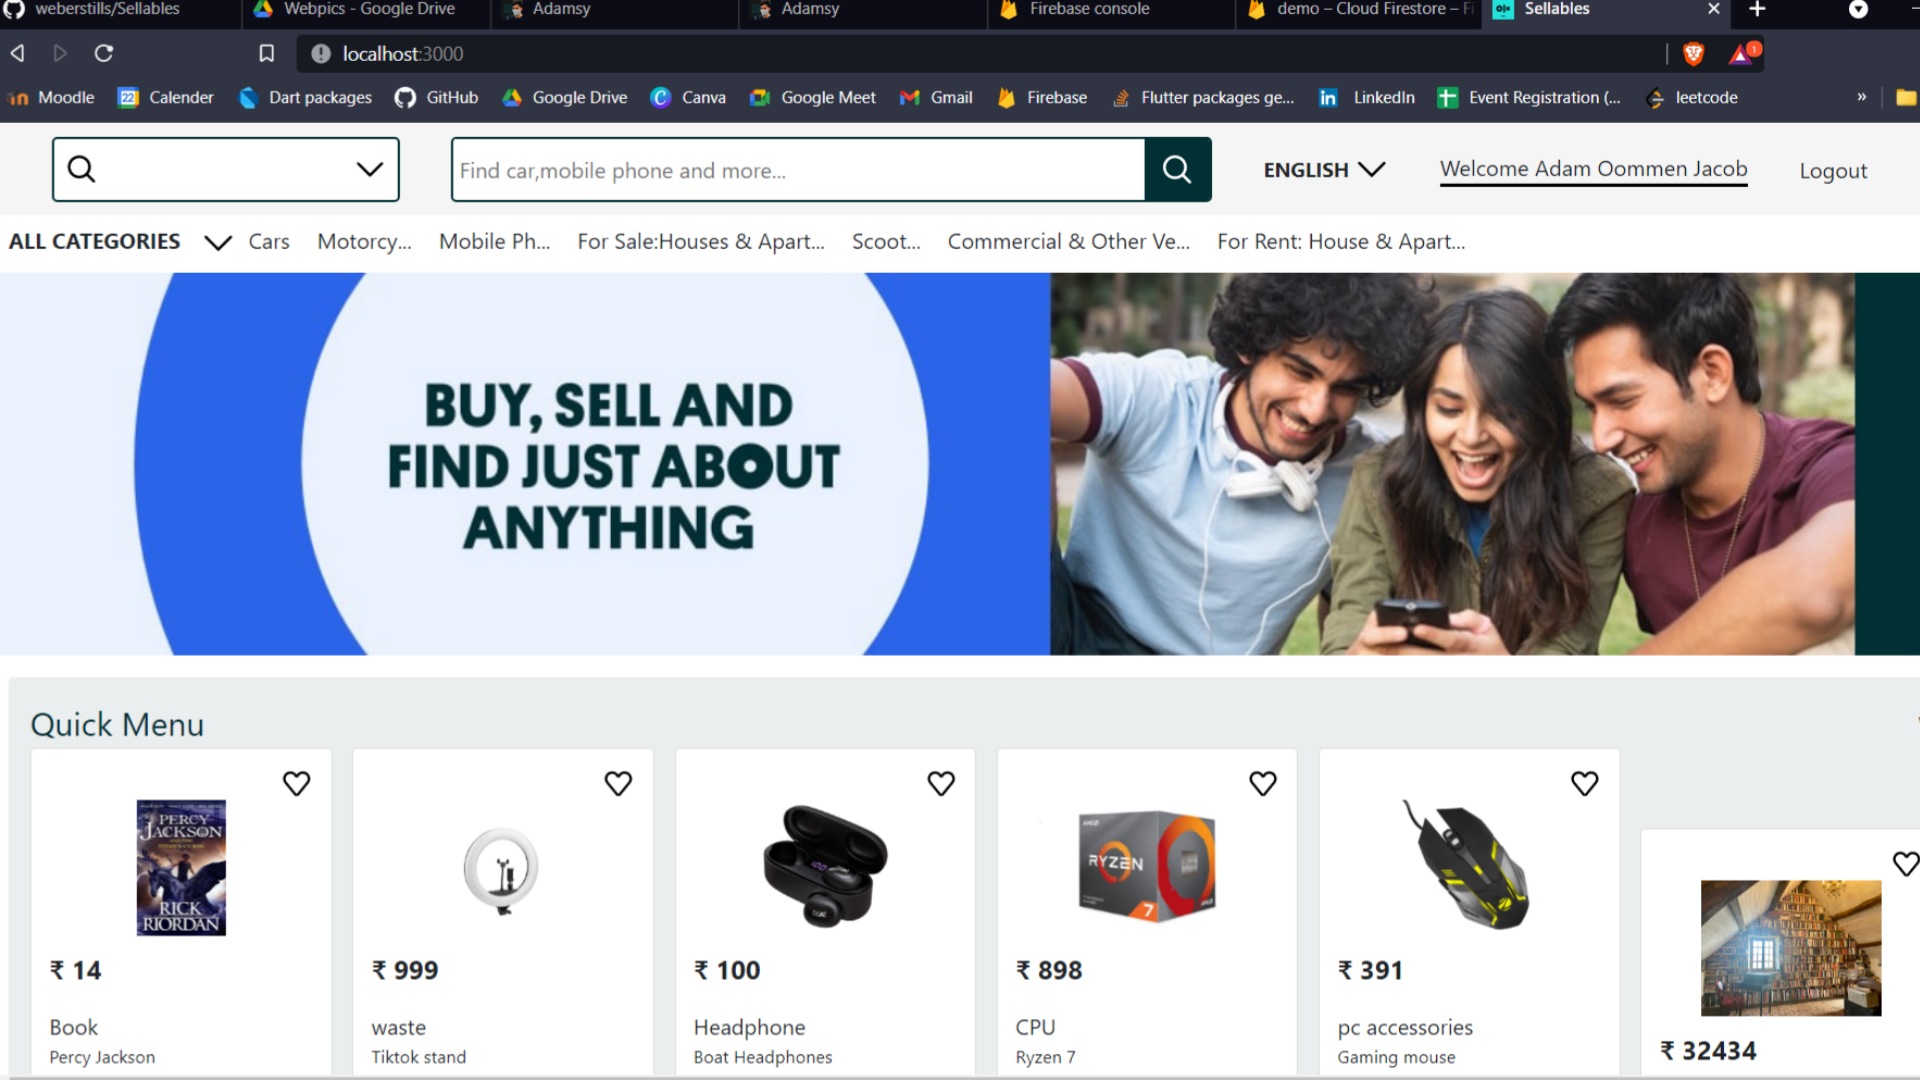 weberstills/Sellables Webpics - Google Drive Adamsy Adamsy Firebase console demo – Cloud Firestore – Fi Sellables
localhost:3000 1
Moodle 22 Calender Dart packages GitHub Google Drive Canva Google Meet Gmail Firebase Flutter packages ge... in LinkedIn Event Registration (... leetcode »
Find car,mobile phone and more... ENGLISH Welcome Adam Oommen Jacob Logout
ALL CATEGORIES Cars Motorcy... Mobile Ph... For Sale:Houses & Apart... Scoot... Commercial & Other Ve... For Rent: House & Apart...
BUY, SELL AND
FIND JUST ABOUT
ANYTHING
Quick Menu
PERCY
JACKSON
RICK
RIORDAN
AMD
RYZEN
7
₹ 14 ₹ 999 ₹ 100 ₹ 898 ₹ 391
Book waste Headphone CPU pc accessories
Percy Jackson Tiktok stand Boat Headphones Ryzen 7 Gaming mouse
₹ 32434